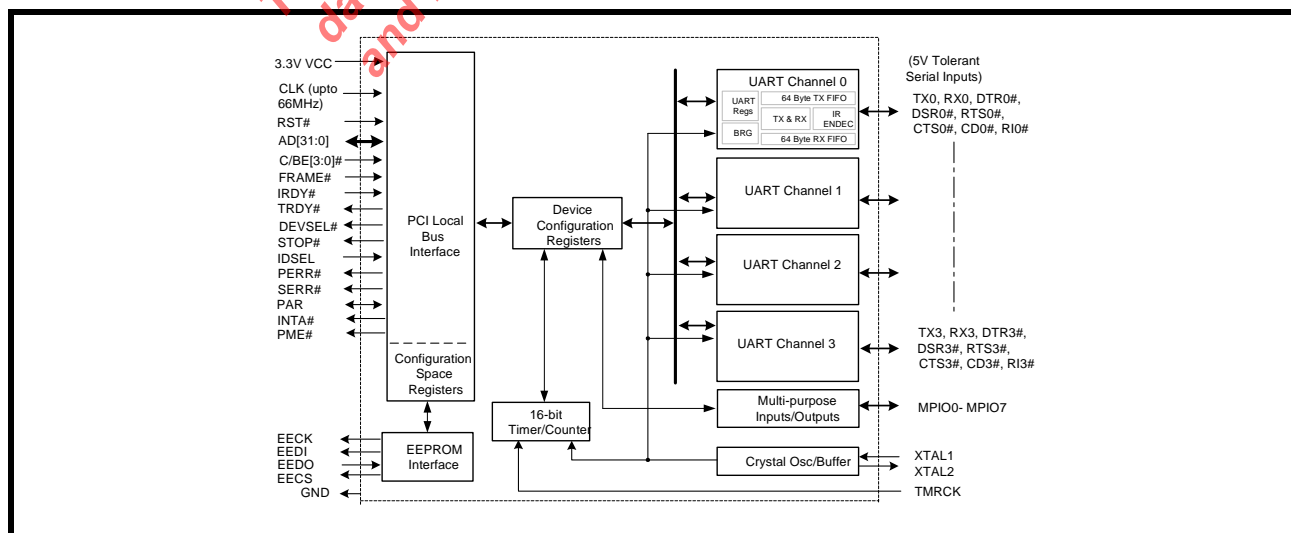 T
da
and
3.3V VCC
CLK (upto
66MHz)
RST#
AD[31:0]
C/BE[3:0]#
FRAME#
IRDY#
TRDY#
DEVSEL#
STOP#
IDSEL
PERR#
SERR#
PAR
INTA#
PME#
EECK
EEDI
EEDO
EECS
GND
PCI Local
Bus
Interface
Configuration
Space
Registers
EEPROM
Interface
Device
Configuration
Registers
16-bit
Timer/Counter
UART Channel 0
UART
Regs
BRG
64 Byte TX FIFO
TX & RX
IR
ENDEC
64 Byte RX FIFO
UART Channel 1
UART Channel 2
UART Channel 3
Multi-purpose
Inputs/Outputs
Crystal Osc/Buffer
(5V Tolerant
Serial Inputs)
TX0, RX0, DTR0#,
DSR0#, RTS0#,
CTS0#, CD0#, RI0#
TX3, RX3, DTR3#,
DSR3#, RTS3#,
CTS3#, CD3#, RI3#
MPIO0- MPIO7
XTAL1
XTAL2
TMRCK